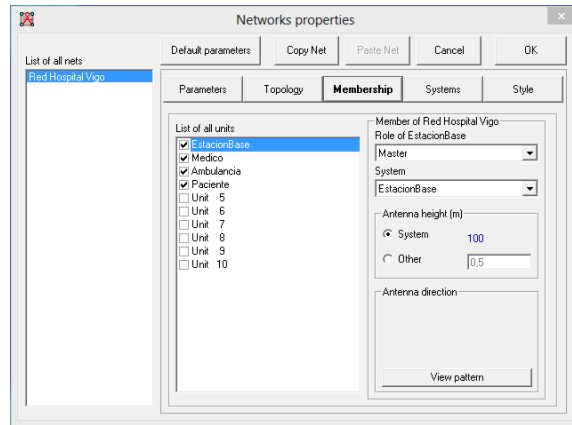 Networks properties
List of all nets
Red Hospital Vigo
Default parameters Copy Net Paste Net Cancel OK
Parameters Topology Membership Systems Style
List of all units
EstacionBase
Medico
Ambulancia
Paciente
Unit 5
Unit 6
Unit 7
Unit 8
Unit 9
Unit 10
Member of Red Hospital Vigo
Role of EstacionBase
Master
System
EstacionBase
Antenna height (m)
System 100
Other 0,5
Antenna direction
View pattern